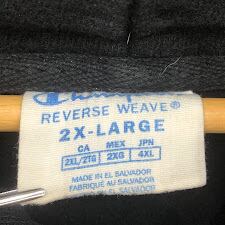 Champion
REVERSE WEAVE®
2X-LARGE
CA MEX JPN
2XL/2TG 2XG 4XL
MADE IN EL SALVADOR
FABRIQUÉ AU SALVADOR
HECHO EN EL SALVADOR